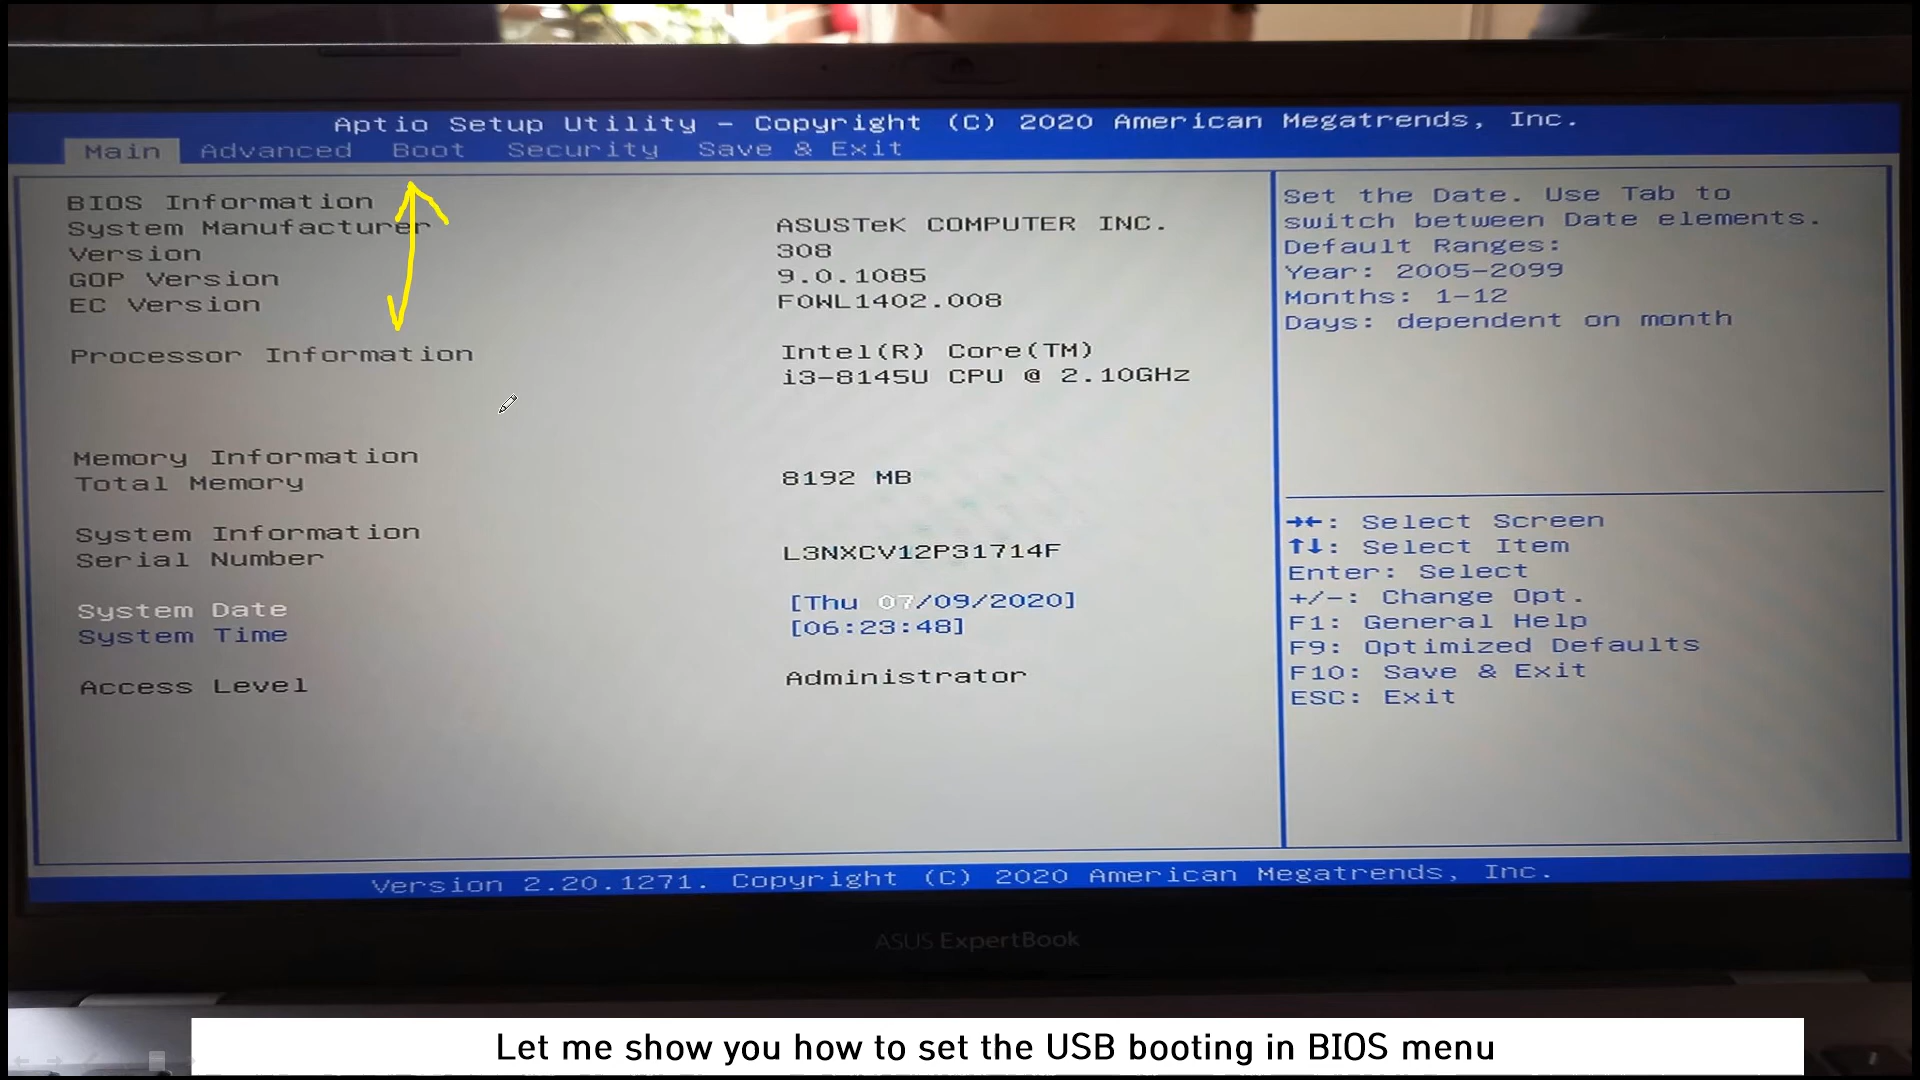 Aptio Setup Utility – Copyright (C) 2020 American Megatrends, Inc.
Main Advanced Boot Security Save & Exit
BIOS Information
System Manufacturer ASUSTeK COMPUTER INC.
Version 308
GOP Version 9.0.1085
EC Version F0WL1402.008
Processor Information Intel(R) Core(TM)
i3-8145U CPU @ 2.10GHz
Memory Information
Total Memory 8192 MB
System Information
Serial Number L3NXCV12P31714F
System Date [Thu 07/09/2020]
System Time [06:23:48]
Access Level Administrator
Set the Date. Use Tab to
switch between Date elements.
Default Ranges:
Year: 2005-2099
Months: 1-12
Days: dependent on month
→←: Select Screen
↑↓: Select Item
Enter: Select
+/-: Change Opt.
F1: General Help
F9: Optimized Defaults
F10: Save & Exit
ESC: Exit
Version 2.20.1271. Copyright (C) 2020 American Megatrends, Inc.
ASUS ExpertBook
Let me show you how to set the USB booting in BIOS menu